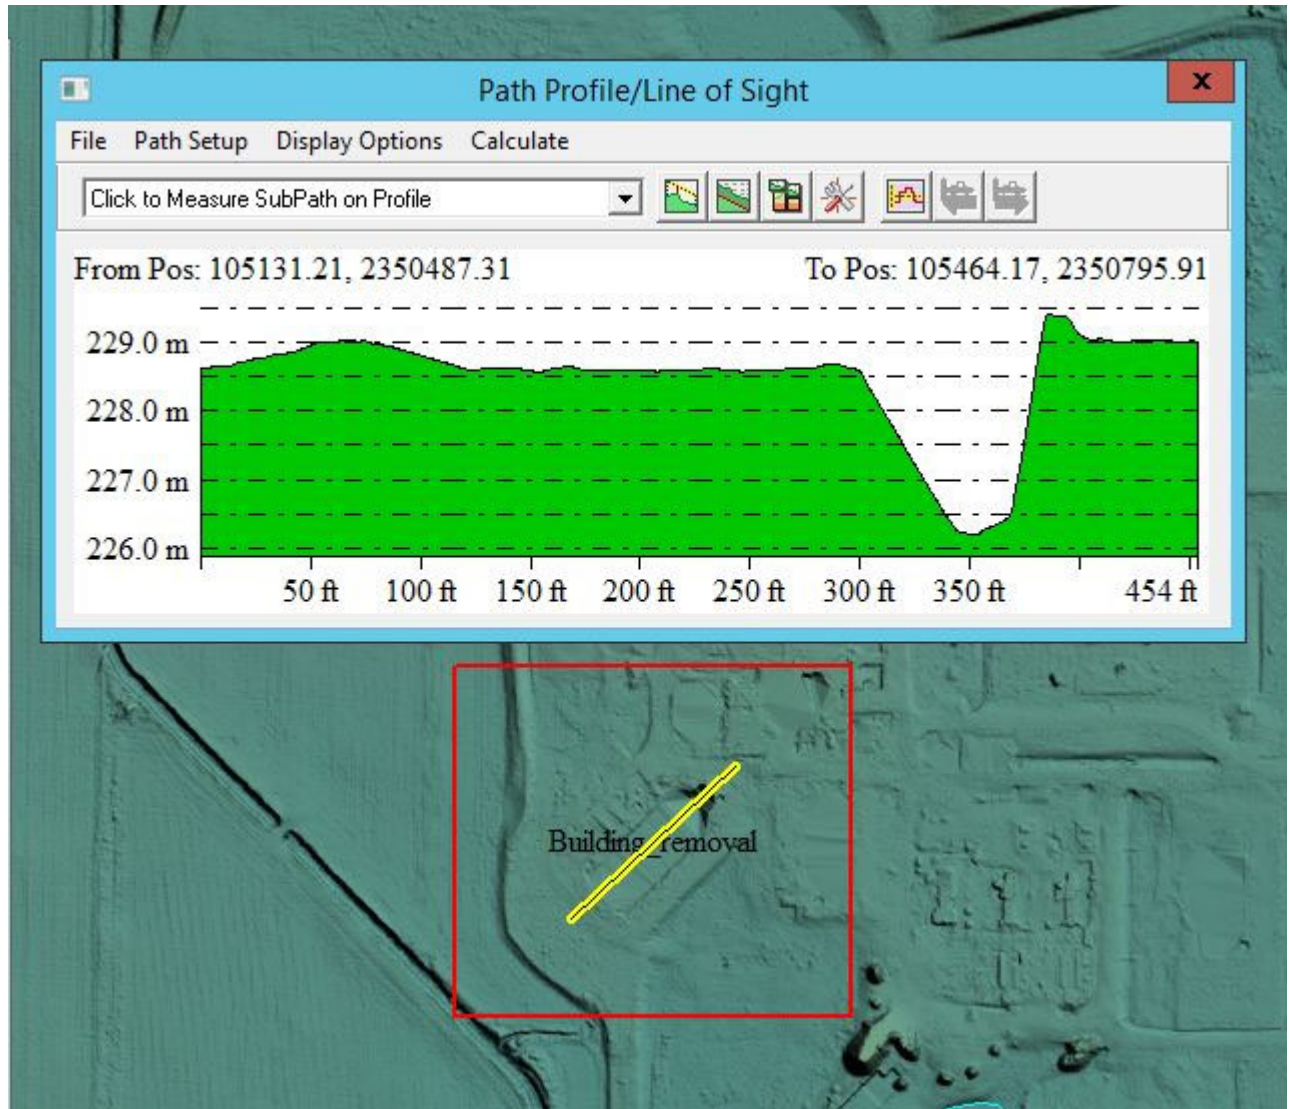 Path Profile/Line of Sight
X
File Path Setup Display Options Calculate
Click to Measure SubPath on Profile
From Pos: 105131.21, 2350487.31 To Pos: 105464.17, 2350795.91
229.0 m
228.0 m
227.0 m
226.0 m
50 ft 100 ft 150 ft 200 ft 250 ft 300 ft 350 ft 454 ft
Building_removal